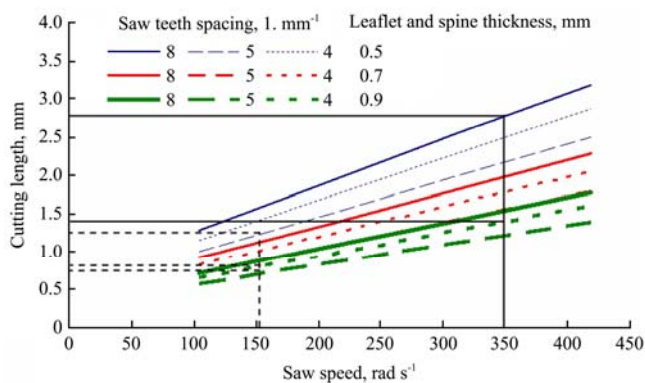 Saw teeth spacing, 1. mm⁻¹ Leaflet and spine thickness, mm
8 5 4 0.5
8 5 4 0.7
8 5 4 0.9
Cutting length, mm
4.0
3.5
3.0
2.5
2.0
1.5
1.0
0.5
0
0 50 100 150 200 250 300 350 400 450
Saw speed, rad s⁻¹